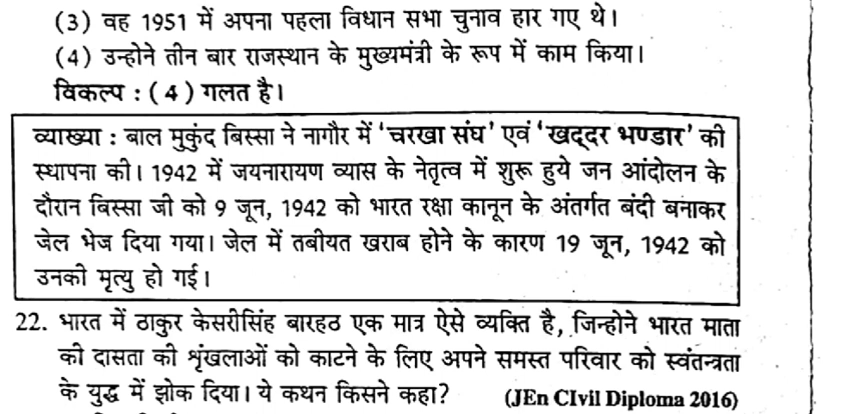 (3) वह 1951 में अपना पहला विधान सभा चुनाव हार गए थे।
(4) उन्होने तीन बार राजस्थान के मुख्यमंत्री के रूप में काम किया।
विकल्प : ( 4 ) गलत है।
व्याख्या : बाल मुकुंद बिस्सा ने नागौर में ‘चरखा संघ’ एवं ‘खद्दर भण्डार’ की
स्थापना की। 1942 में जयनारायण व्यास के नेतृत्व में शुरू हुये जन आंदोलन के
दौरान बिस्सा जी को 9 जून, 1942 को भारत रक्षा कानून के अंतर्गत बंदी बनाकर
जेल भेज दिया गया। जेल में तबीयत खराब होने के कारण 19 जून, 1942 को
उनकी मृत्यु हो गई।
22. भारत में ठाकुर केसरीसिंह बारहठ एक मात्र ऐसे व्यक्ति है, जिन्होने भारत माता
की दासता की शृंखलाओं को काटने के लिए अपने समस्त परिवार को स्वंतन्त्रता
के युद्ध में झोक दिया। ये कथन किसने कहा? (JEn CIvil Diploma 2016)